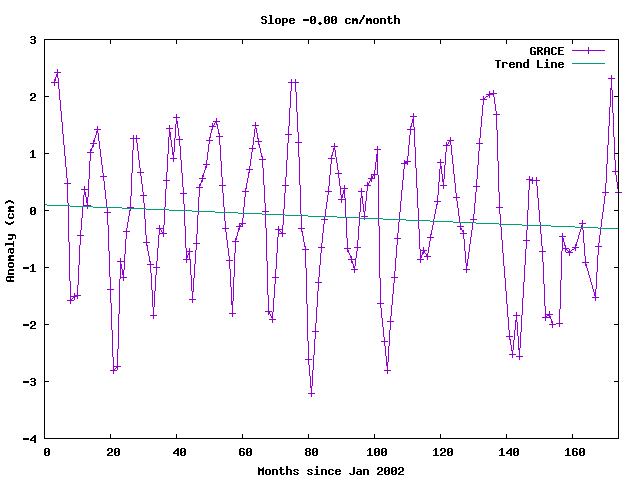 Slope -0.00 cm/month
GRACE
Trend Line
3
2
1
0
-1
-2
-3
-4
Anomaly (cm)
0 20 40 60 80 100 120 140 160
Months since Jan 2002